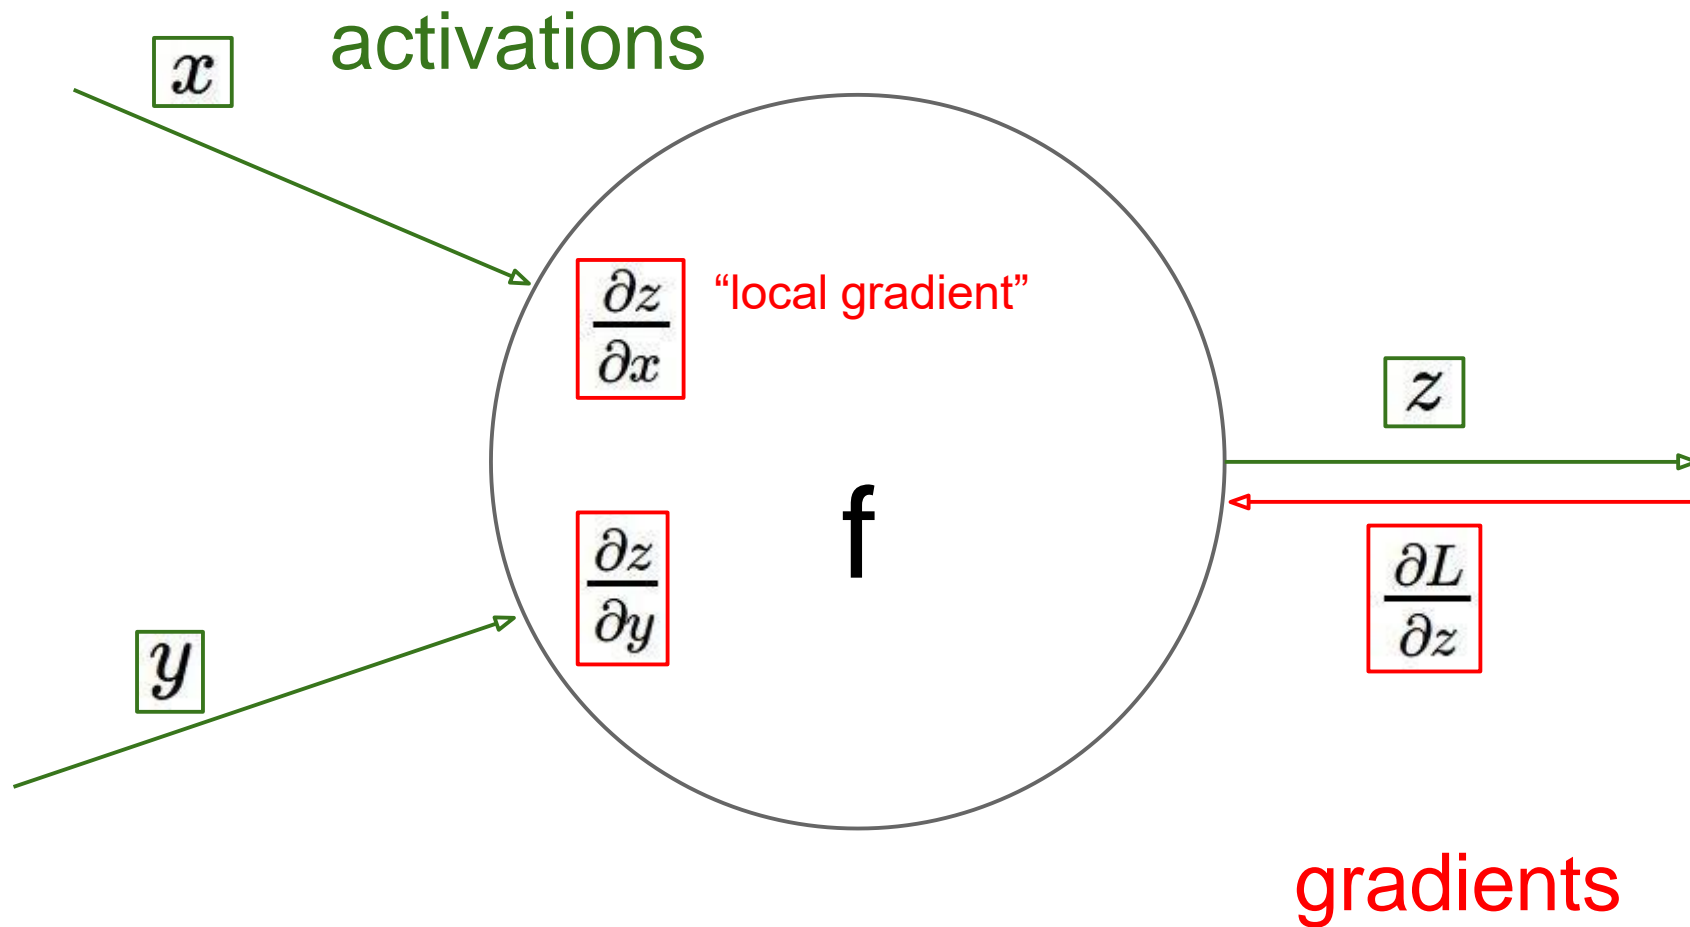 activations
x
∂z
∂x
“local gradient”
z
f
∂z
∂y
∂L
∂z
y
gradients